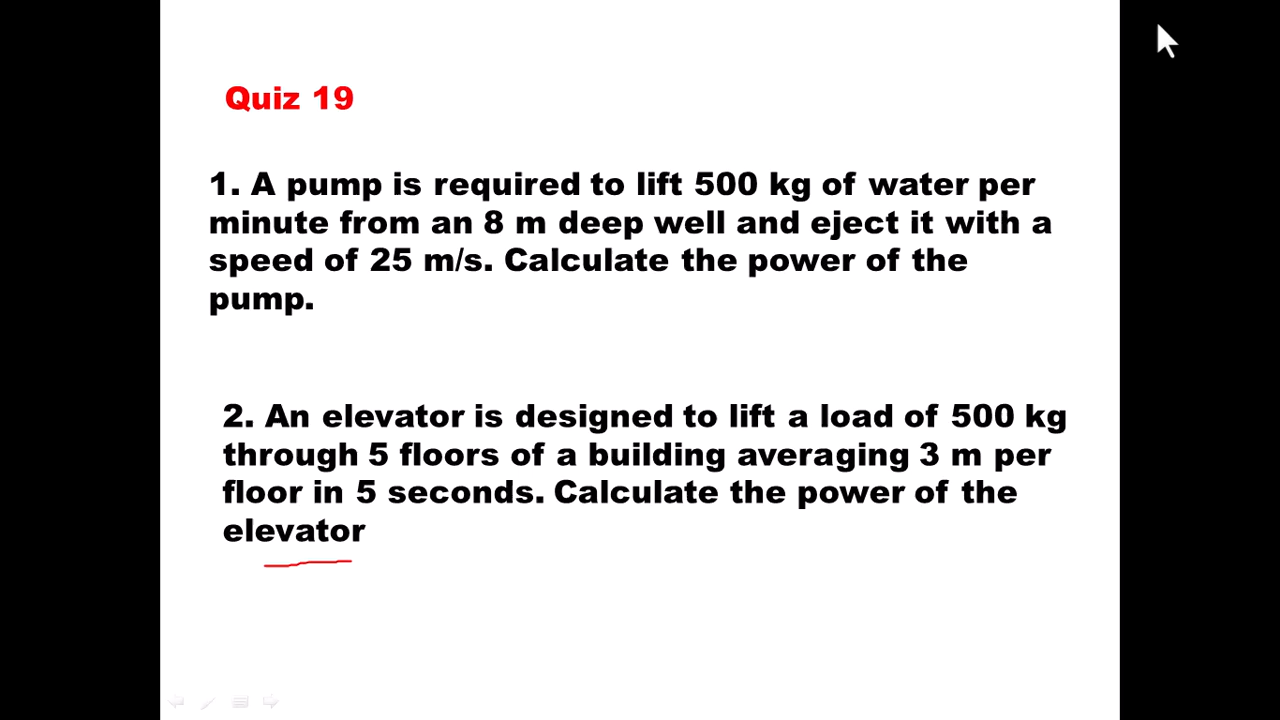 Quiz 19
1. A pump is required to lift 500 kg of water per
minute from an 8 m deep well and eject it with a
speed of 25 m/s. Calculate the power of the
pump.
2. An elevator is designed to lift a load of 500 kg
through 5 floors of a building averaging 3 m per
floor in 5 seconds. Calculate the power of the
elevator